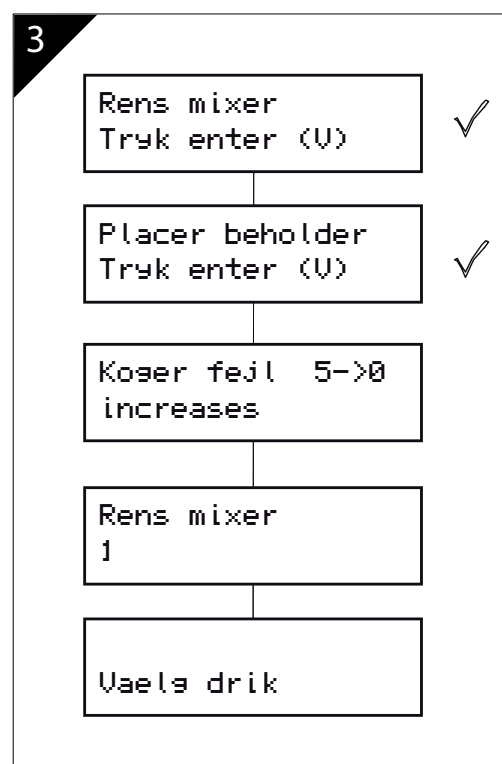 3
Rens mixer
Tryk enter (V)
Placer beholder
Tryk enter (V)
Koger fejl 5->0
increases
Rens mixer
1
Vaelg drik